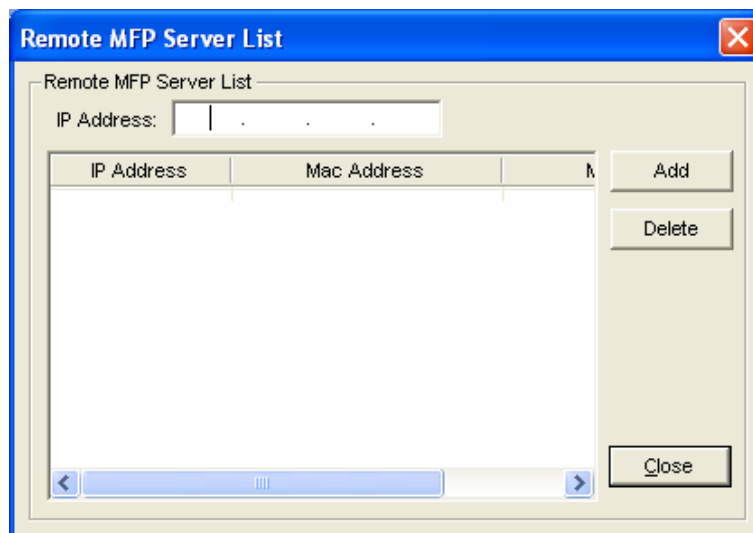 Remote MFP Server List
Remote MFP Server List
IP Address: . . .
IP Address Mac Address
Add
Delete
Close